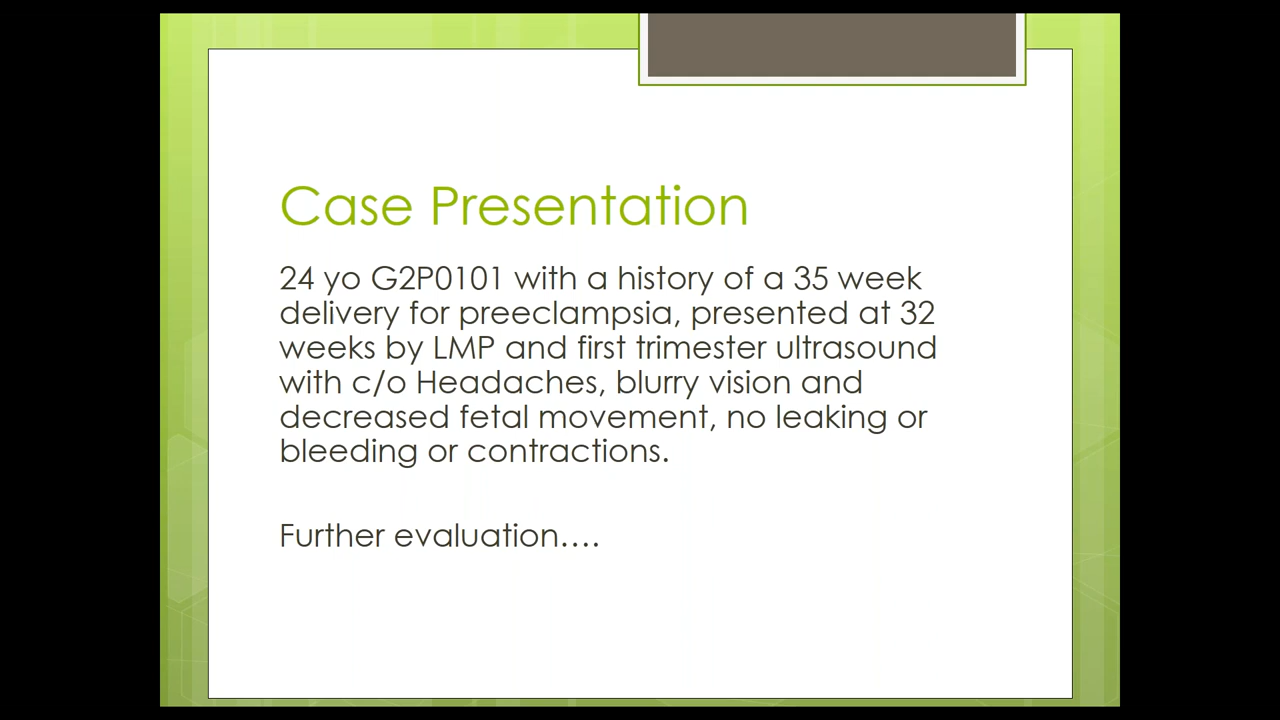 Case Presentation
24 yo G2P0101 with a history of a 35 week
delivery for preeclampsia, presented at 32
weeks by LMP and first trimester ultrasound
with c/o Headaches, blurry vision and
decreased fetal movement, no leaking or
bleeding or contractions.
Further evaluation….